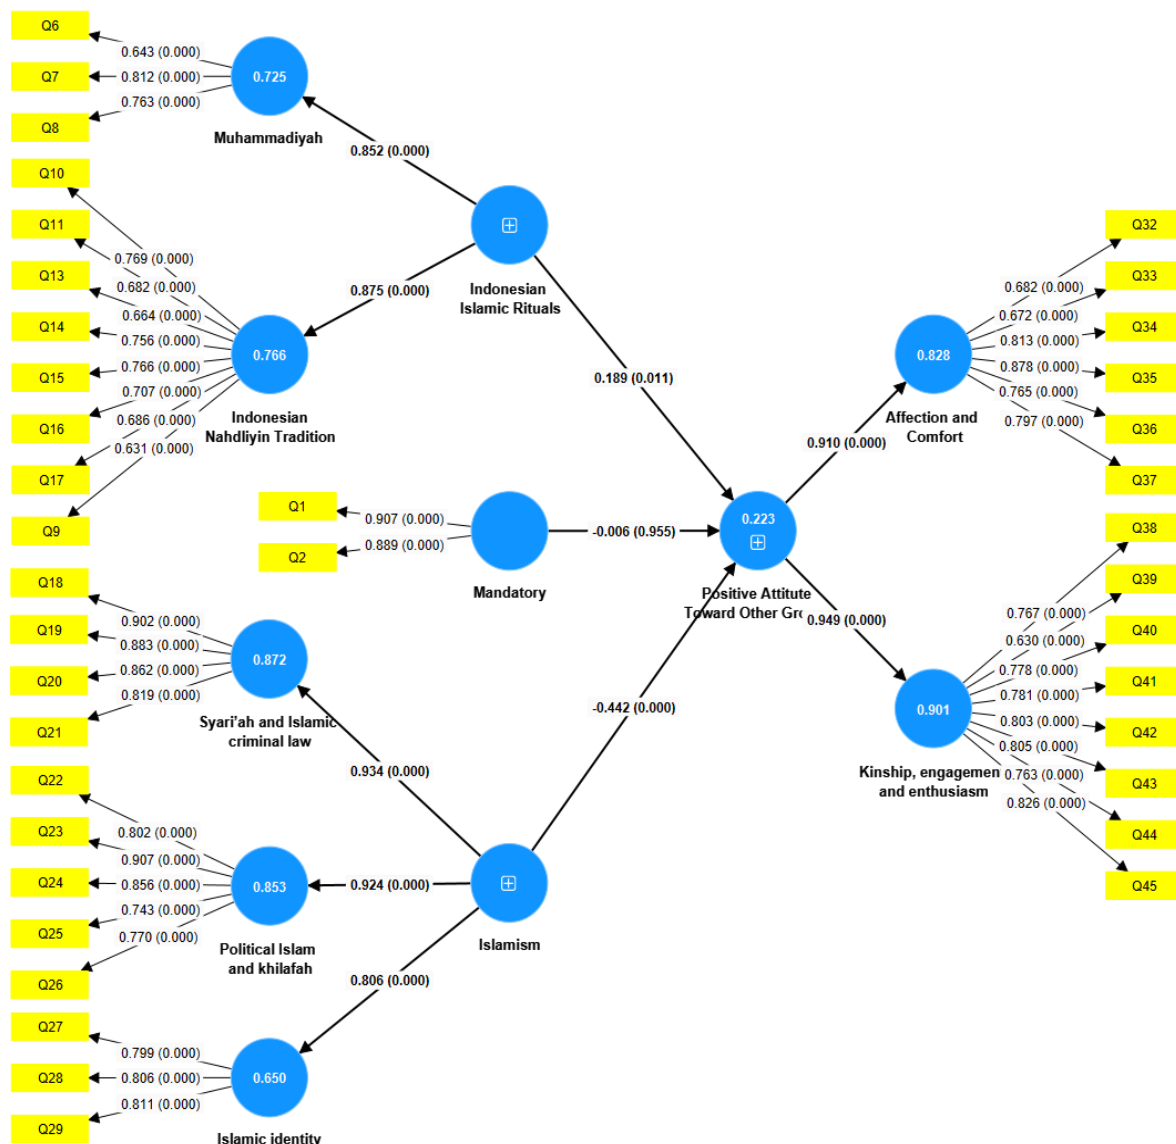 Q6
0.643 (0.000)
Q7
0.812 (0.000)
0.763 (0.000)
Q8
0.725
Muhammadiyah
0.852 (0.000)
Q10
Q11
Q13
Q14
Q15
Q16
Q17
Q9
0.769 (0.000)
0.682 (0.000)
0.664 (0.000)
0.756 (0.000)
0.766 (0.000)
0.707 (0.000)
0.686 (0.000)
0.631 (0.000)
0.766
Indonesian
Nahdliyin Tradition
0.875 (0.000)
Indonesian
Islamic Rituals
0.189 (0.011)
Q1
Q2
0.907 (0.000)
0.889 (0.000)
Mandatory
-0.006 (0.955)
0.223
Positive Attitute
Toward Other Gro
Q18
Q19
Q20
Q21
0.902 (0.000)
0.883 (0.000)
0.862 (0.000)
0.819 (0.000)
0.872
Syari'ah and Islamic
criminal law
0.934 (0.000)
-0.442 (0.000)
Q22
Q23
Q24
Q25
Q26
0.802 (0.000)
0.907 (0.000)
0.856 (0.000)
0.743 (0.000)
0.770 (0.000)
0.853
Political Islam
and khilafah
0.924 (0.000)
Islamism
0.806 (0.000)
Q27
Q28
Q29
0.799 (0.000)
0.806 (0.000)
0.811 (0.000)
0.650
Islamic identity
0.910 (0.000)
0.828
Affection and
Comfort
0.682 (0.000)
0.672 (0.000)
0.813 (0.000)
0.878 (0.000)
0.765 (0.000)
0.797 (0.000)
Q32
Q33
Q34
Q35
Q36
Q37
0.949 (0.000)
0.901
Kinship, engagemen
and enthusiasm
0.767 (0.000)
0.630 (0.000)
0.778 (0.000)
0.781 (0.000)
0.803 (0.000)
0.805 (0.000)
0.763 (0.000)
0.826 (0.000)
Q38
Q39
Q40
Q41
Q42
Q43
Q44
Q45